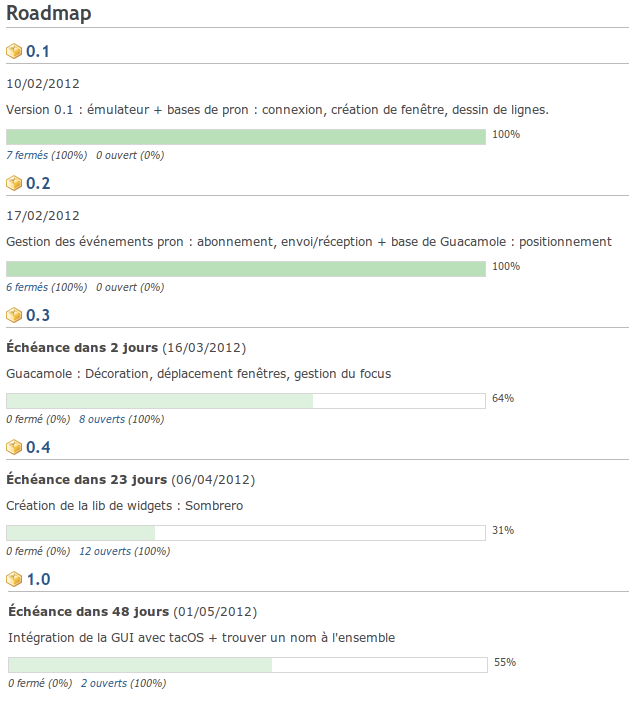 Roadmap
0.1
10/02/2012
Version 0.1 : émulateur + bases de pron : connexion, création de fenêtre, dessin de lignes.
100%
7 fermés (100%) 0 ouvert (0%)
0.2
17/02/2012
Gestion des événements pron : abonnement, envoi/réception + base de Guacamole : positionnement
100%
6 fermés (100%) 0 ouvert (0%)
0.3
Échéance dans 2 jours (16/03/2012)
Guacamole : Décoration, déplacement fenêtres, gestion du focus
64%
0 fermé (0%) 8 ouverts (100%)
0.4
Échéance dans 23 jours (06/04/2012)
Création de la lib de widgets : Sombrero
31%
0 fermé (0%) 12 ouverts (100%)
1.0
Échéance dans 48 jours (01/05/2012)
Intégration de la GUI avec tacOS + trouver un nom à l'ensemble
55%
0 fermé (0%) 2 ouverts (100%)